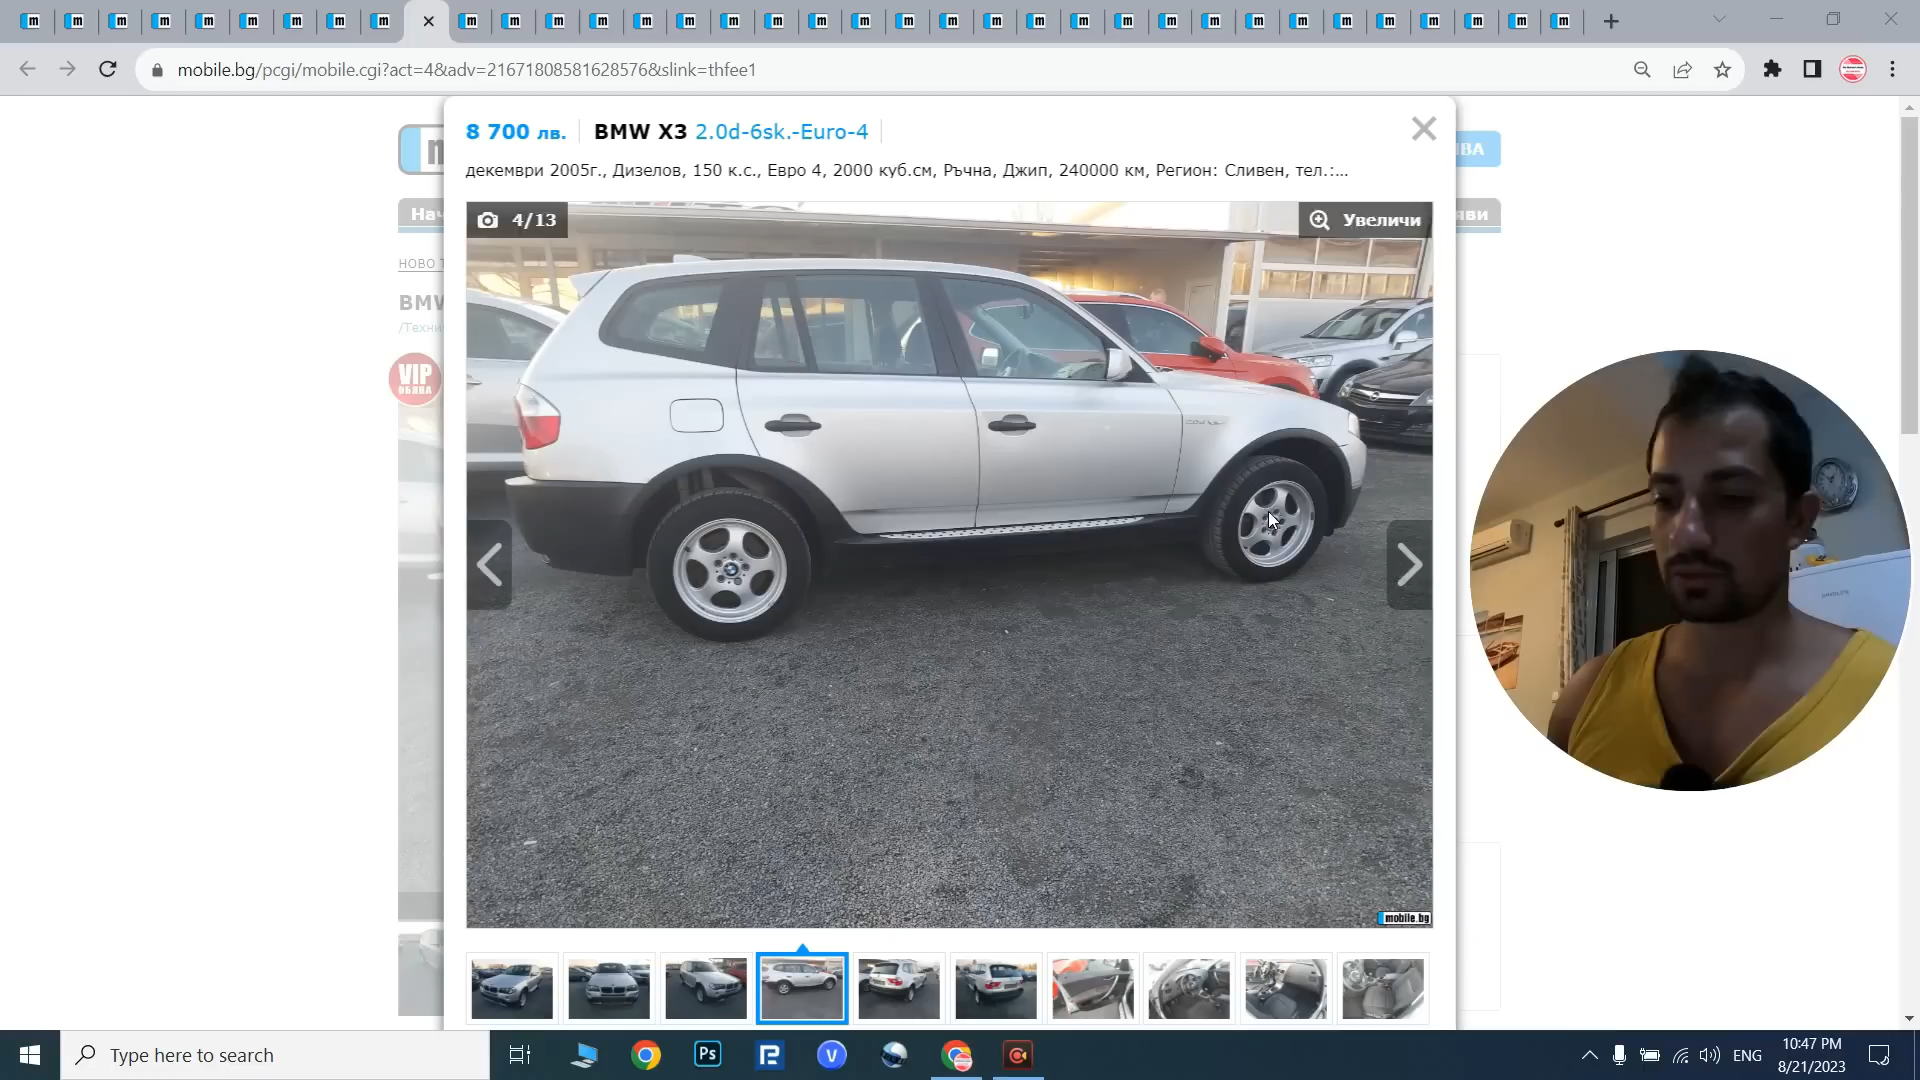 mobile.bg/pcgi/mobile.cgi?act=4&adv=21671808581628576&slink=thfee1
8 700 лв. BMW X3 2.0d-6sk.-Euro-4
декември 2005г., Дизелов, 150 к.с., Евро 4, 2000 куб.см, Ръчна, Джип, 240000 км, Регион: Сливен, тел.:...
4/13
Увеличи
VIP
ОБЯВА
mobile.bg
Type here to search
Ps
V
ENG
10:47 PM
8/21/2023